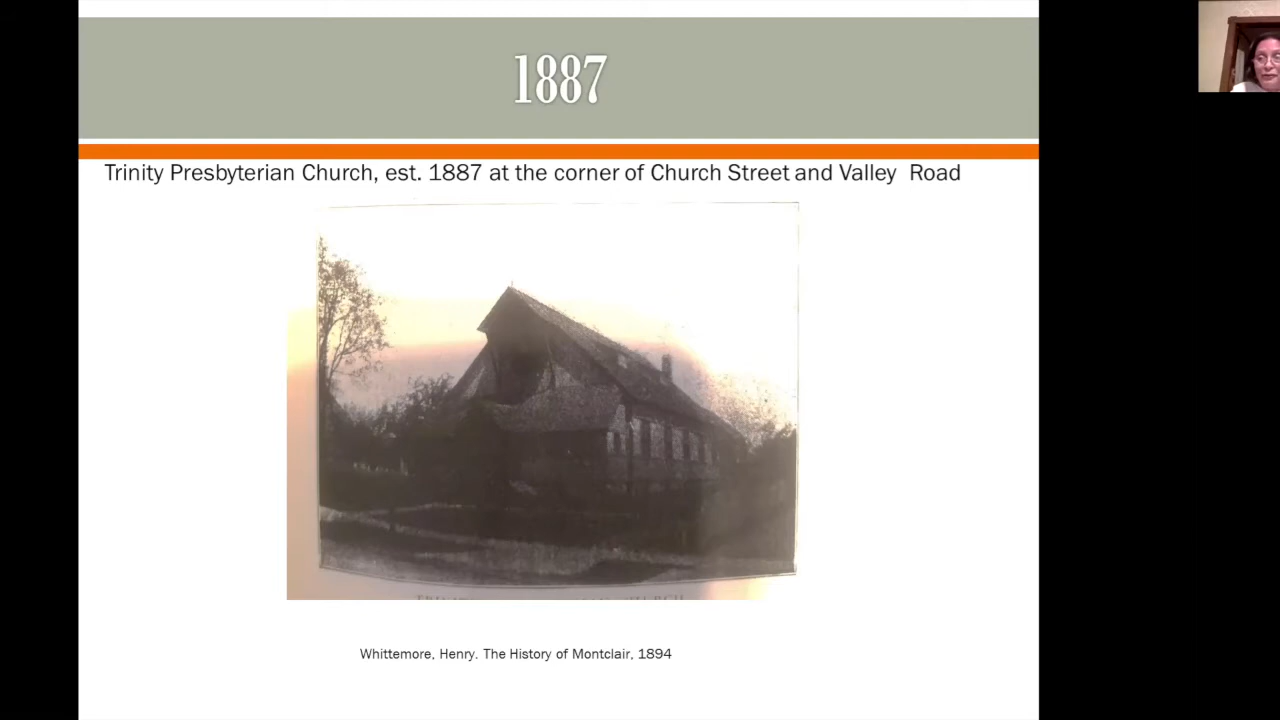 1887
Trinity Presbyterian Church, est. 1887 at the corner of Church Street and Valley Road
CHURCH
Whittemore, Henry. The History of Montclair, 1894